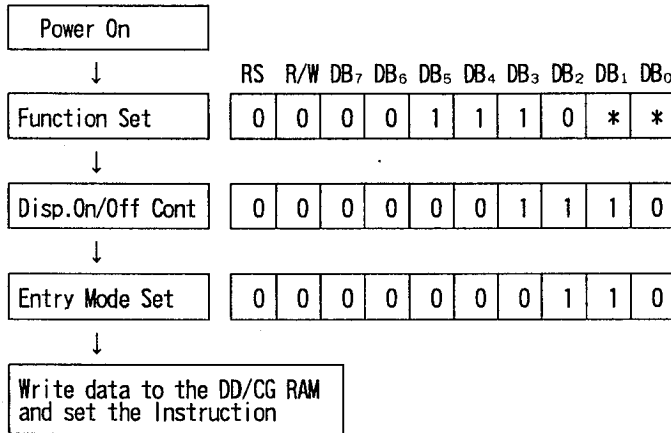 Power On
↓ RS R/W DB₇ DB₆ DB₅ DB₄ DB₃ DB₂ DB₁ DB₀
Function Set 0 0 0 0 1 1 1 0 * *
↓
Disp.On/Off Cont 0 0 0 0 0 0 1 1 1 0
↓
Entry Mode Set 0 0 0 0 0 0 0 1 1 0
↓
Write data to the DD/CG RAM
and set the Instruction